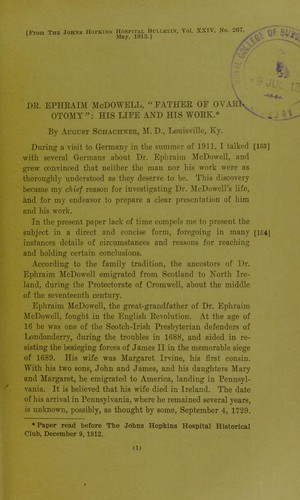 [From The Johns Hopkins Hospital Bulletin, Vol. XXIV, No. 267,
May, 1913.]
DR. EPHRAIM McDOWELL, "FATHER OF OVARI-
OTOMY": HIS LIFE AND HIS WORK.*
By August Schachner, M. D., Louisville, Ky.
During a visit to Germany in the summer of 1911, I talked [153]
with several Germans about Dr. Ephraim McDowell, and
grew convinced that neither the man nor his work were as
thoroughly understood as they deserve to be. This discovery
became my chief reason for investigating Dr. McDowell's life,
and for my endeavor to prepare a clear presentation of him
and his work.
In the present paper lack of time compels me to present the
subject in a direct and concise form, foregoing in many [154]
instances details of circumstances and reasons for reaching
and holding certain conclusions.
According to the family tradition, the ancestors of Dr.
Ephraim McDowell emigrated from Scotland to North Ire-
land, during the Protectorate of Cromwell, about the middle
of the seventeenth century.
Ephraim McDowell, the great-grandfather of Dr. Ephraim
McDowell, fought in the English Revolution. At the age of
16 he was one of the Scotch-Irish Presbyterian defenders of
Londonderry, during the troubles in 1688, and aided in re-
sisting the besieging forces of James II in the memorable siege
of 1689. His wife was Margaret Irvine, his first cousin.
With his two sons, John and James, and his daughters Mary
and Margaret, he emigrated to America, landing in Pennsyl-
vania. It is believed that his wife died in Ireland. The date
of his arrival in Pennsylvania, where he remained several years,
is unknown, possibly, as thought by some, September 4, 1729.
* Paper read before The Johns Hopkins Hospital Historical
Club, December 9, 1912.
(1)